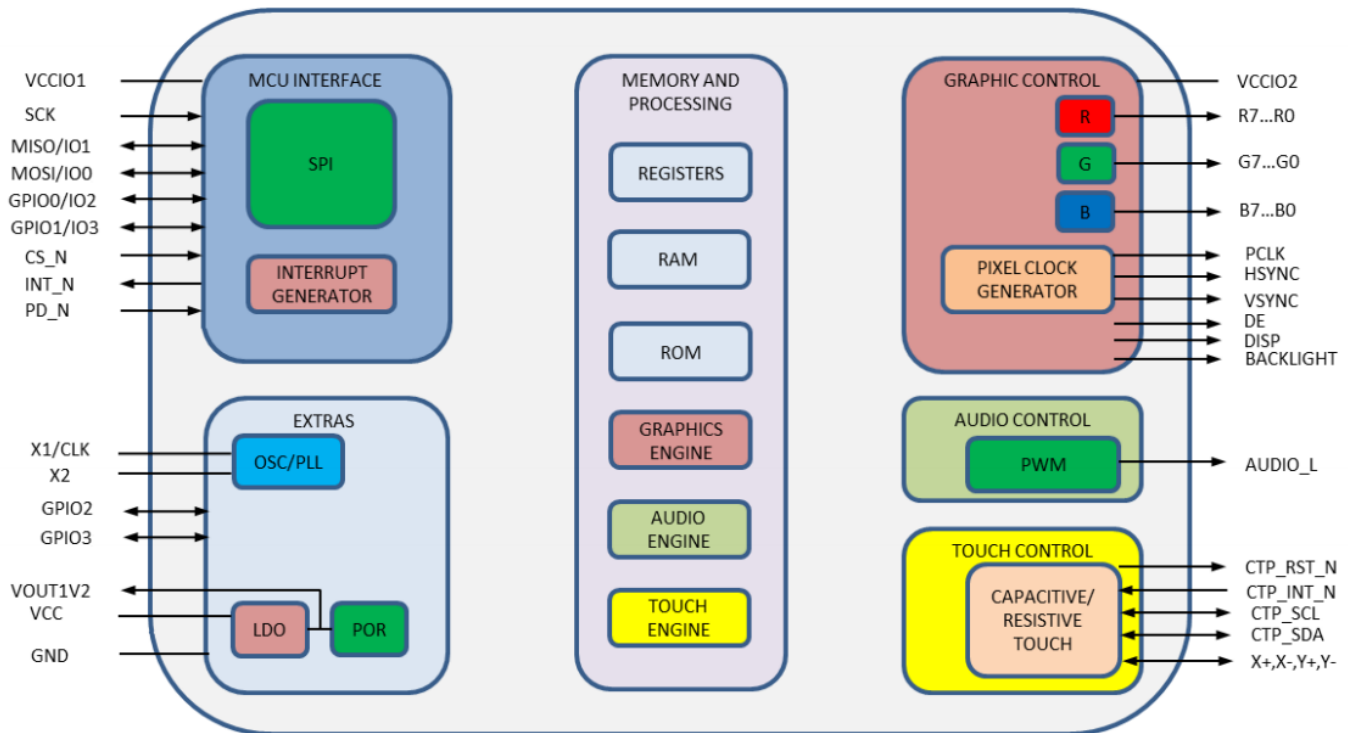 VCCIO1
SCK
MISO/IO1
MOSI/IO0
GPIO0/IO2
GPIO1/IO3
CS_N
INT_N
PD_N
MCU INTERFACE
SPI
INTERRUPT
GENERATOR
X1/CLK
X2
GPIO2
GPIO3
VOUT1V2
VCC
GND
EXTRAS
OSC/PLL
LDO
POR
MEMORY AND
PROCESSING
REGISTERS
RAM
ROM
GRAPHICS
ENGINE
AUDIO
ENGINE
TOUCH
ENGINE
GRAPHIC CONTROL
R
G
B
PIXEL CLOCK
GENERATOR
VCCIO2
R7...R0
G7...G0
B7...B0
PCLK
HSYNC
VSYNC
DE
DISP
BACKLIGHT
AUDIO CONTROL
PWM
AUDIO_L
TOUCH CONTROL
CAPACITIVE/
RESISTIVE
TOUCH
CTP_RST_N
CTP_INT_N
CTP_SCL
CTP_SDA
X+,X-,Y+,Y-